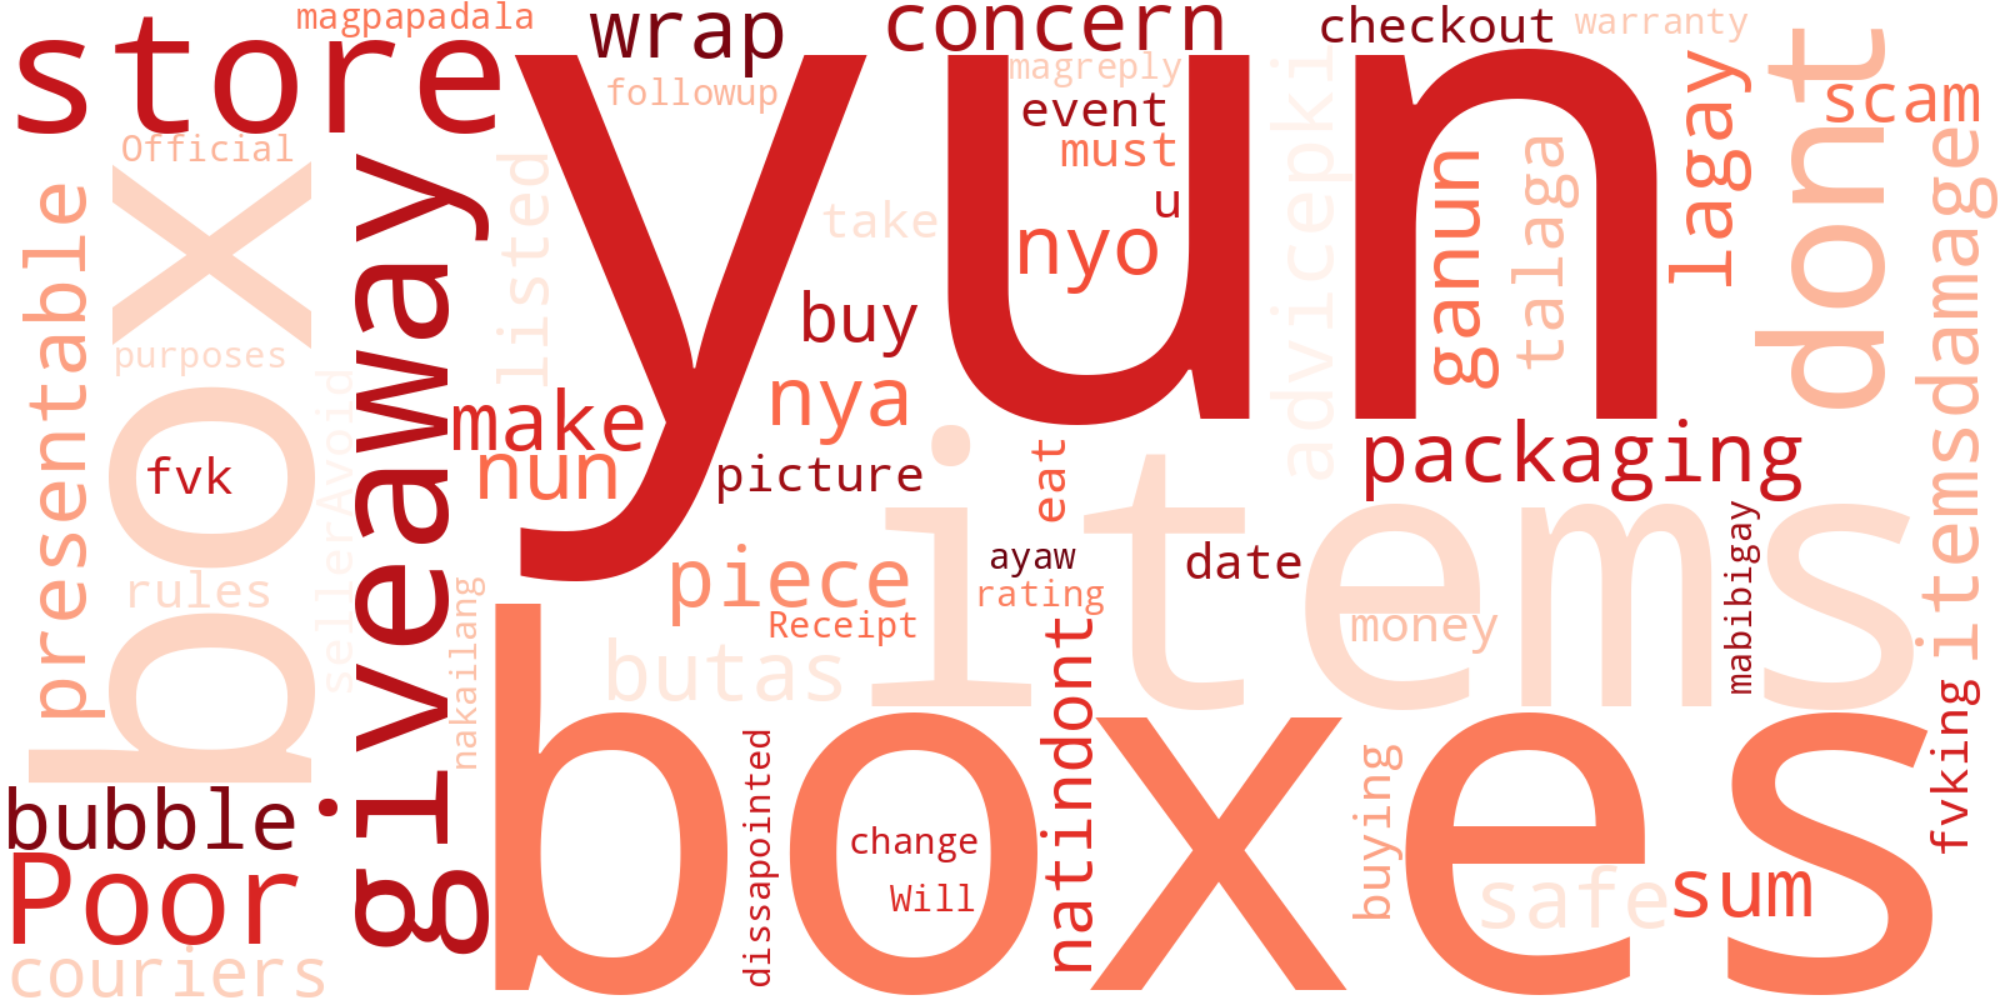 magpapadala
store
wrap
concern
checkout
warranty
followup
magreply
event
must
u
nyo
take
yun
advicepki
ganun
talaga
lagay
dont
scam
Official
box
purposes
presentable
listed
giveaway
sellerAvoid
fvk
rules
buy
nya
make
nun
picture
eat
packaging
items
itemsdamage
piece
Receipt
ayaw
rating
date
money
mabibigay
butas
nakailang
natindont
fvking
boxes
bubble
Poor
couriers
dissapointed
change
Will
buying
safe
sum